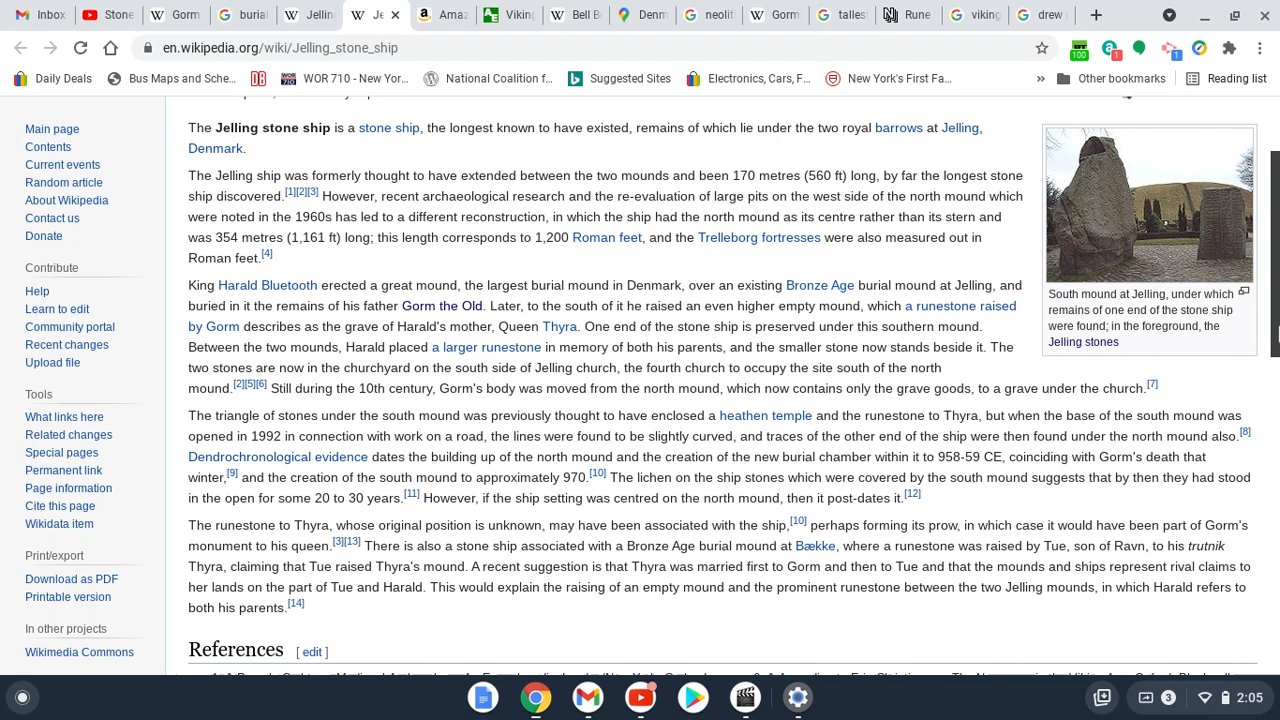 Inbox
Stone
Gorm
burial
Jellin
Je
Amaz
Viking
Bell B
Denm
neolit
Gorm
talles
Rune
viking
drew
en.wikipedia.org/wiki/Jelling_stone_ship
100
1
1
Daily Deals
Bus Maps and Sche...
WOR 710 - New Yor...
National Coalition f...
Suggested Sites
Electronics, Cars, F...
New York's First Fa...
»
Other bookmarks
Reading list
Main page
Contents
Current events
Random article
About Wikipedia
Contact us
Donate
Contribute
Help
Learn to edit
Community portal
Recent changes
Upload file
Tools
What links here
Related changes
Special pages
Permanent link
Page information
Cite this page
Wikidata item
Print/export
Download as PDF
Printable version
In other projects
Wikimedia Commons
The Jelling stone ship is a stone ship, the longest known to have existed, remains of which lie under the two royal barrows at Jelling,
Denmark.
The Jelling ship was formerly thought to have extended between the two mounds and been 170 metres (560 ft) long, by far the longest stone
ship discovered.[1][2][3] However, recent archaeological research and the re-evaluation of large pits on the west side of the north mound which
were noted in the 1960s has led to a different reconstruction, in which the ship had the north mound as its centre rather than its stern and
was 354 metres (1,161 ft) long; this length corresponds to 1,200 Roman feet, and the Trelleborg fortresses were also measured out in
Roman feet.[4]
King Harald Bluetooth erected a great mound, the largest burial mound in Denmark, over an existing Bronze Age burial mound at Jelling, and
buried in it the remains of his father Gorm the Old. Later, to the south of it he raised an even higher empty mound, which a runestone raised
by Gorm describes as the grave of Harald's mother, Queen Thyra. One end of the stone ship is preserved under this southern mound.
Between the two mounds, Harald placed a larger runestone in memory of both his parents, and the smaller stone now stands beside it. The
two stones are now in the churchyard on the south side of Jelling church, the fourth church to occupy the site south of the north
mound.[2][5][6] Still during the 10th century, Gorm's body was moved from the north mound, which now contains only the grave goods, to a grave under the church.[7]
The triangle of stones under the south mound was previously thought to have enclosed a heathen temple and the runestone to Thyra, but when the base of the south mound was
opened in 1992 in connection with work on a road, the lines were found to be slightly curved, and traces of the other end of the ship were then found under the north mound also.[8]
Dendrochronological evidence dates the building up of the north mound and the creation of the new burial chamber within it to 958-59 CE, coinciding with Gorm's death that
winter,[9] and the creation of the south mound to approximately 970.[10] The lichen on the ship stones which were covered by the south mound suggests that by then they had stood
in the open for some 20 to 30 years.[11] However, if the ship setting was centred on the north mound, then it post-dates it.[12]
The runestone to Thyra, whose original position is unknown, may have been associated with the ship,[10] perhaps forming its prow, in which case it would have been part of Gorm's
monument to his queen.[3][13] There is also a stone ship associated with a Bronze Age burial mound at Bække, where a runestone was raised by Tue, son of Ravn, to his trutnik
Thyra, claiming that Tue raised Thyra's mound. A recent suggestion is that Thyra was married first to Gorm and then to Tue and that the mounds and ships represent rival claims to
her lands on the part of Tue and Harald. This would explain the raising of an empty mound and the prominent runestone between the two Jelling mounds, in which Harald refers to
both his parents.[14]
South mound at Jelling, under which
remains of one end of the stone ship
were found; in the foreground, the
Jelling stones
References [ edit ]
3
2:05